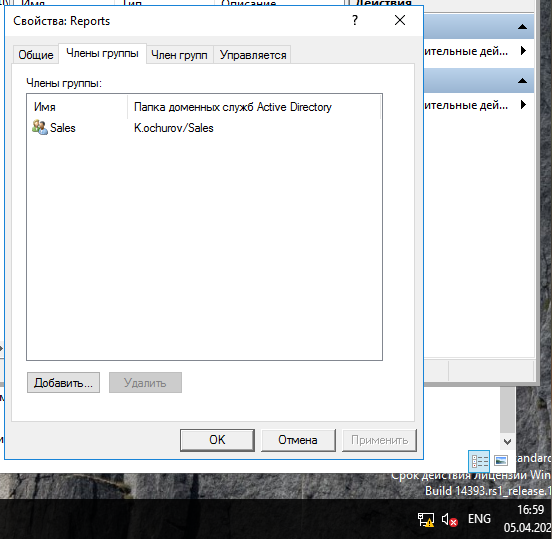 Имя Тип Описание Действия
Свойства: Reports ? ×
Общие Члены группы Член групп Управляется
Члены группы:
Имя Папка доменных служб Active Directory
Sales K.ochurov/Sales
ительные дей...
ительные дей...
Добавить... Удалить
OK Отмена Применить
Срок действия лицензии Win
Build 14393.rs1_release.1
ENG 16:59
05.04.202